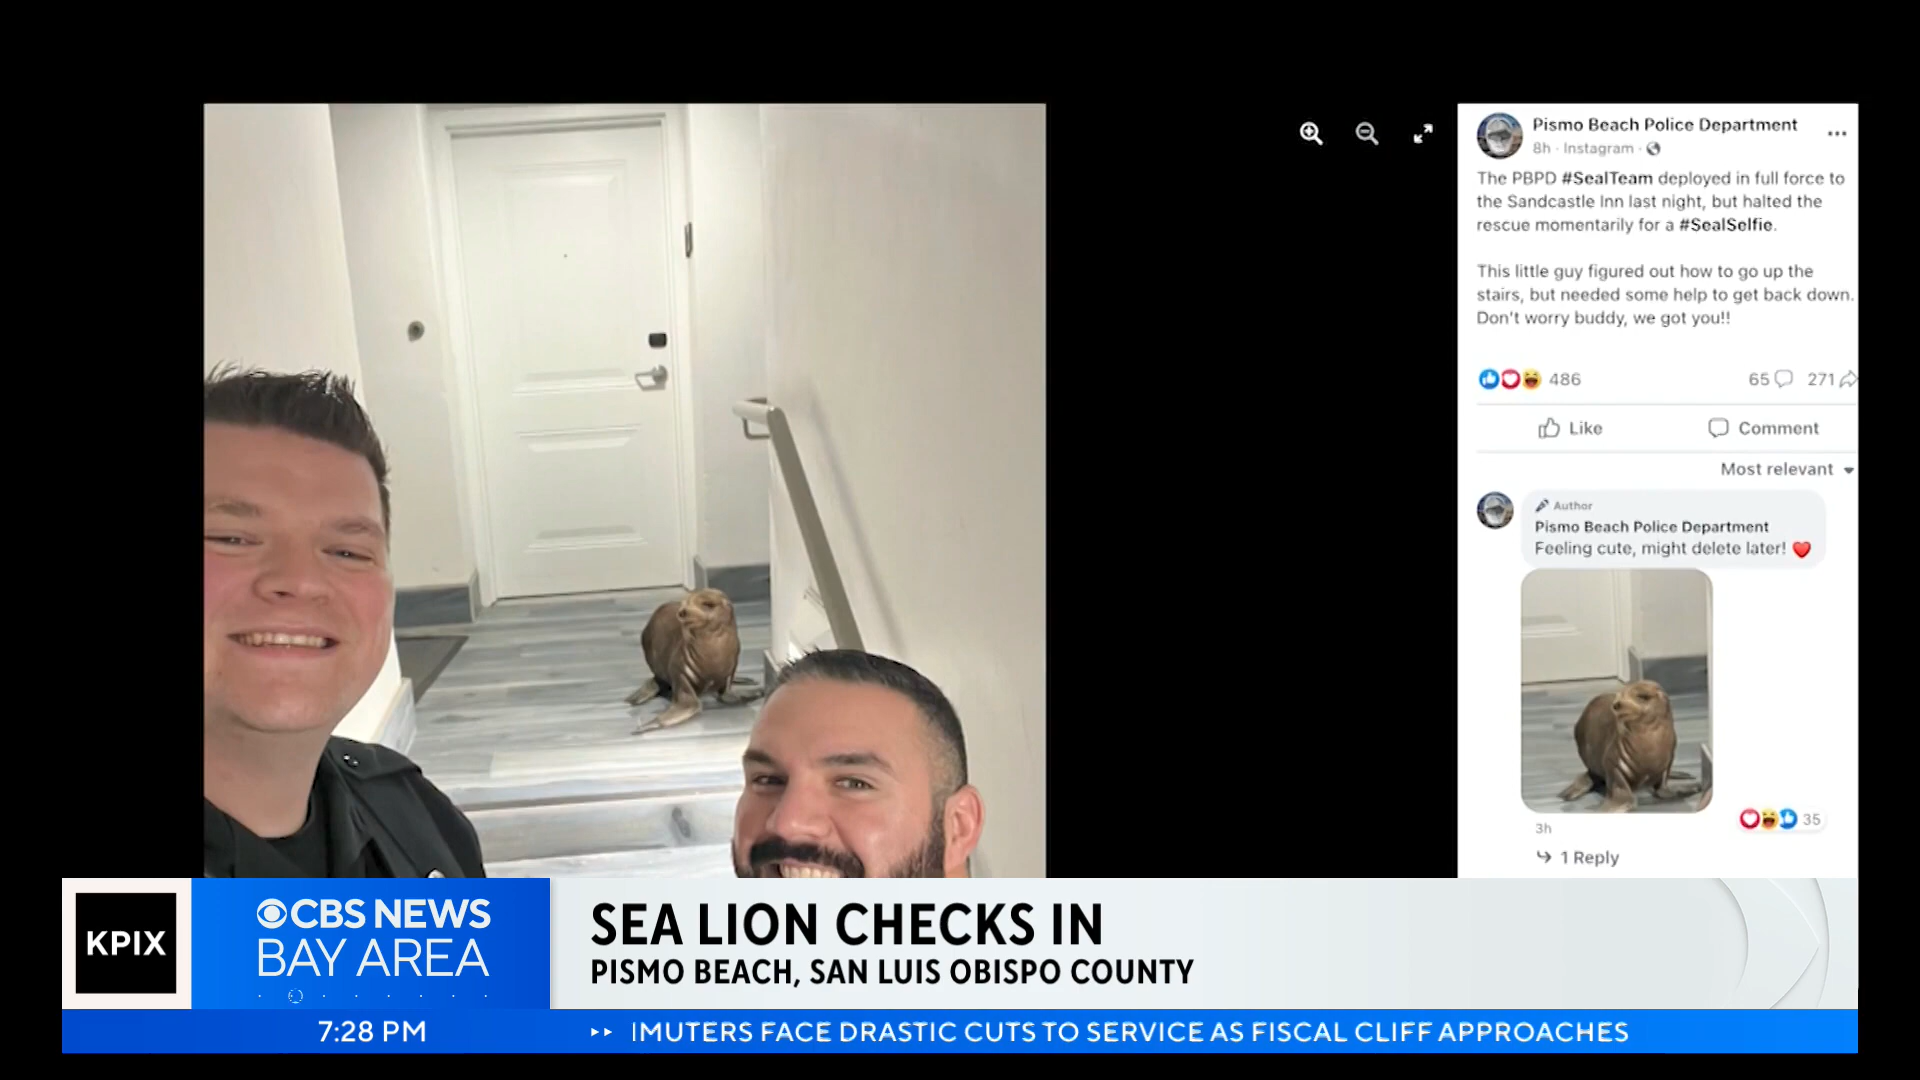 Pismo Beach Police Department
8h · Instagram ·
The PBPD #SealTeam deployed in full force to
the Sandcastle Inn last night, but halted the
rescue momentarily for a #SealSelfie.
This little guy figured out how to go up the
stairs, but needed some help to get back down.
Don't worry buddy, we got you!!
486
65
271
Like
Comment
Most relevant
Author
Pismo Beach Police Department
Feeling cute, might delete later! ❤️
3h
35
1 Reply
KPIX
CBS NEWS
BAY AREA
SEA LION CHECKS IN
PISMO BEACH, SAN LUIS OBISPO COUNTY
7:28 PM
IMUTERS FACE DRASTIC CUTS TO SERVICE AS FISCAL CLIFF APPROACHES